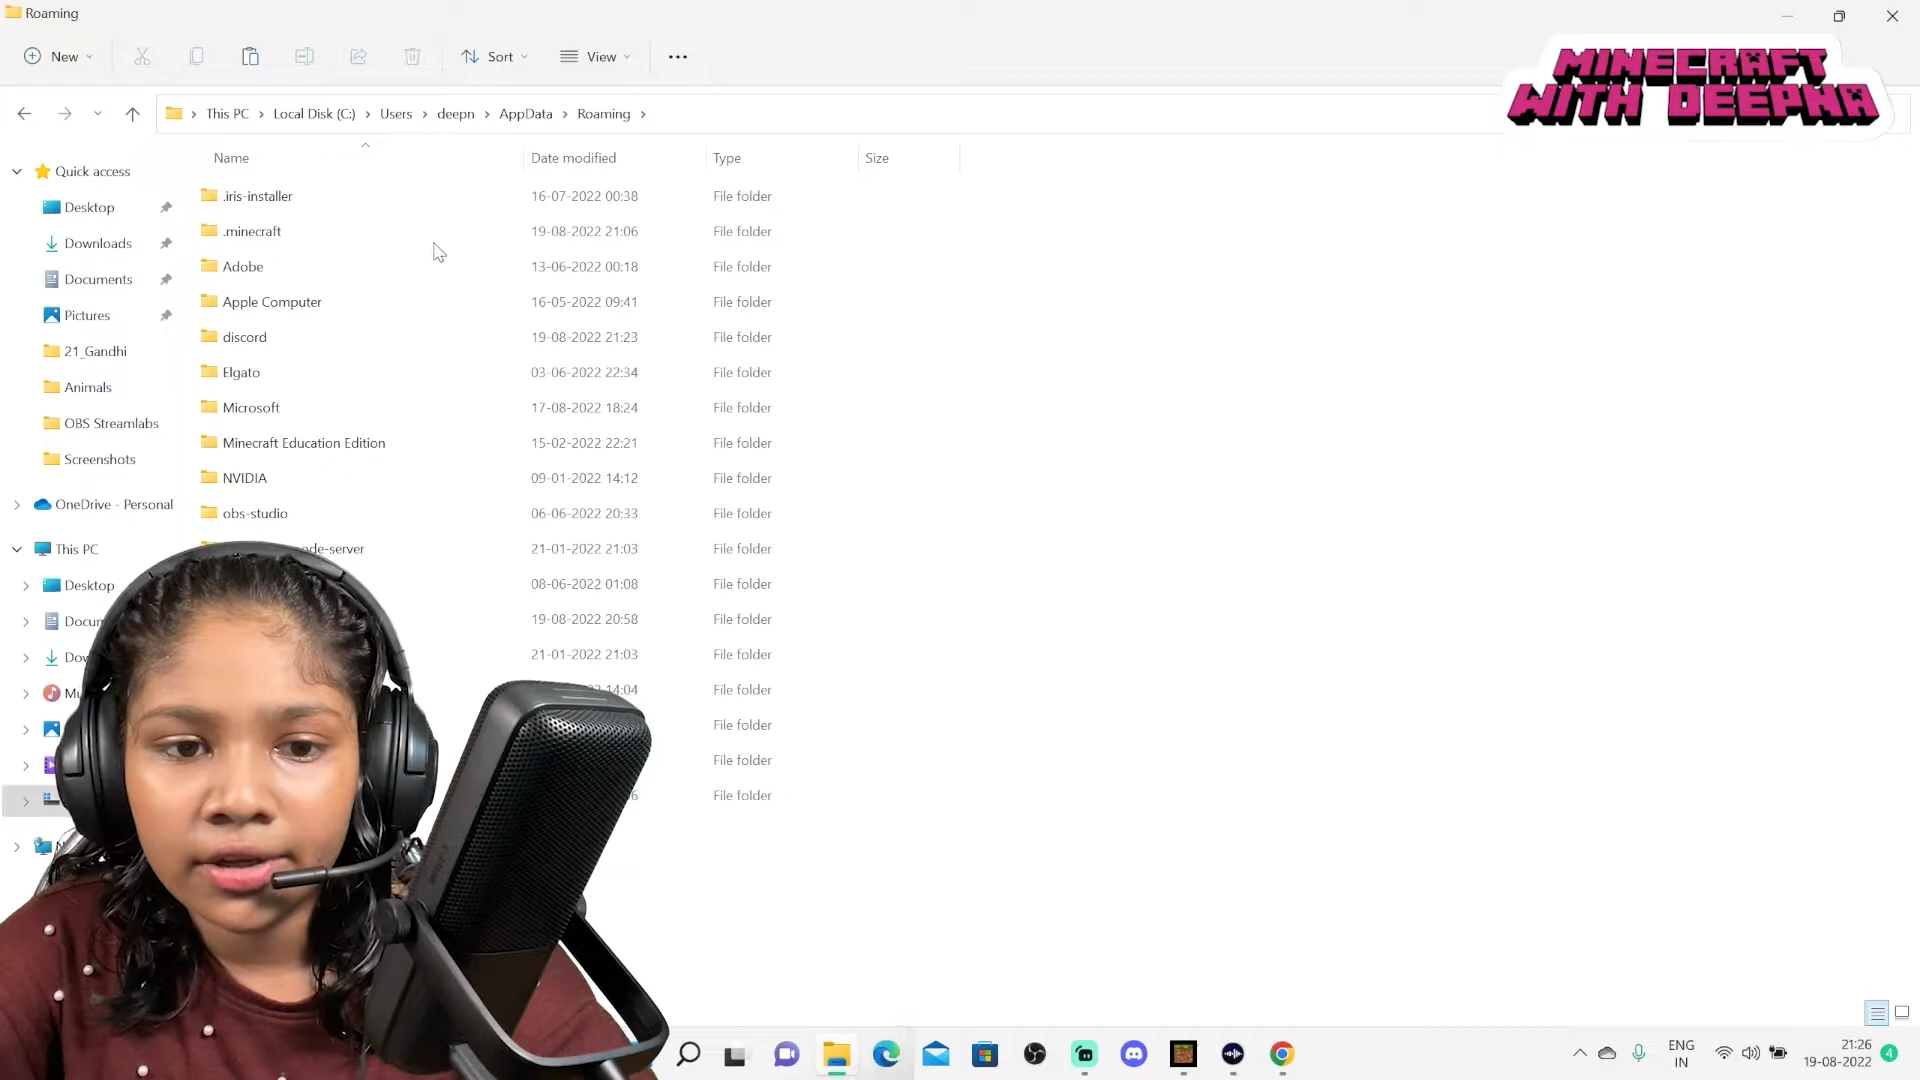 Roaming
New
Sort
View
MINECRAFT
WITH DEEPNA
This PC > Local Disk (C:) > Users > deepn > AppData > Roaming >
Name Date modified Type Size
Quick access
Desktop
Downloads
Documents
Pictures
21_Gandhi
Animals
OBS Streamlabs
Screenshots
OneDrive - Personal
This PC
Desktop
.iris-installer 16-07-2022 00:38 File folder
.minecraft 19-08-2022 21:06 File folder
Adobe 13-06-2022 00:18 File folder
Apple Computer 16-05-2022 09:41 File folder
discord 19-08-2022 21:23 File folder
Elgato 03-06-2022 22:34 File folder
Microsoft 17-08-2022 18:24 File folder
Minecraft Education Edition 15-02-2022 22:21 File folder
NVIDIA 09-01-2022 14:12 File folder
obs-studio 06-06-2022 20:33 File folder
de-server 21-01-2022 21:03 File folder
08-06-2022 01:08 File folder
19-08-2022 20:58 File folder
21-01-2022 21:03 File folder
14:04 File folder
File folder
File folder
File folder
ENG
IN
21:26
19-08-2022
4